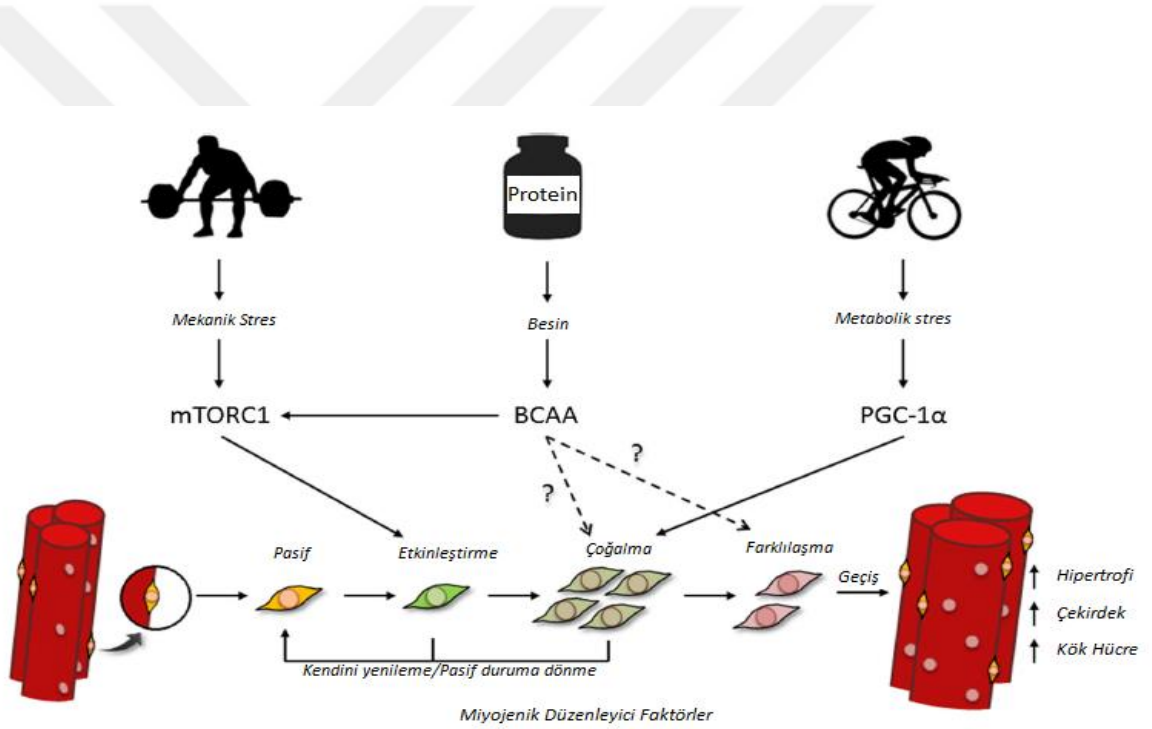 Protein
Mekanik Stres
Besin
Metabolik stres
mTORC1
BCAA
PGC-1α
?
?
Pasif
Etkinleştirme
Çoğalma
Farklılaşma
Geçiş
Hipertrofi
Çekirdek
Kök Hücre
Kendini yenileme/Pasif duruma dönme
Miyojenik Düzenleyici Faktörler